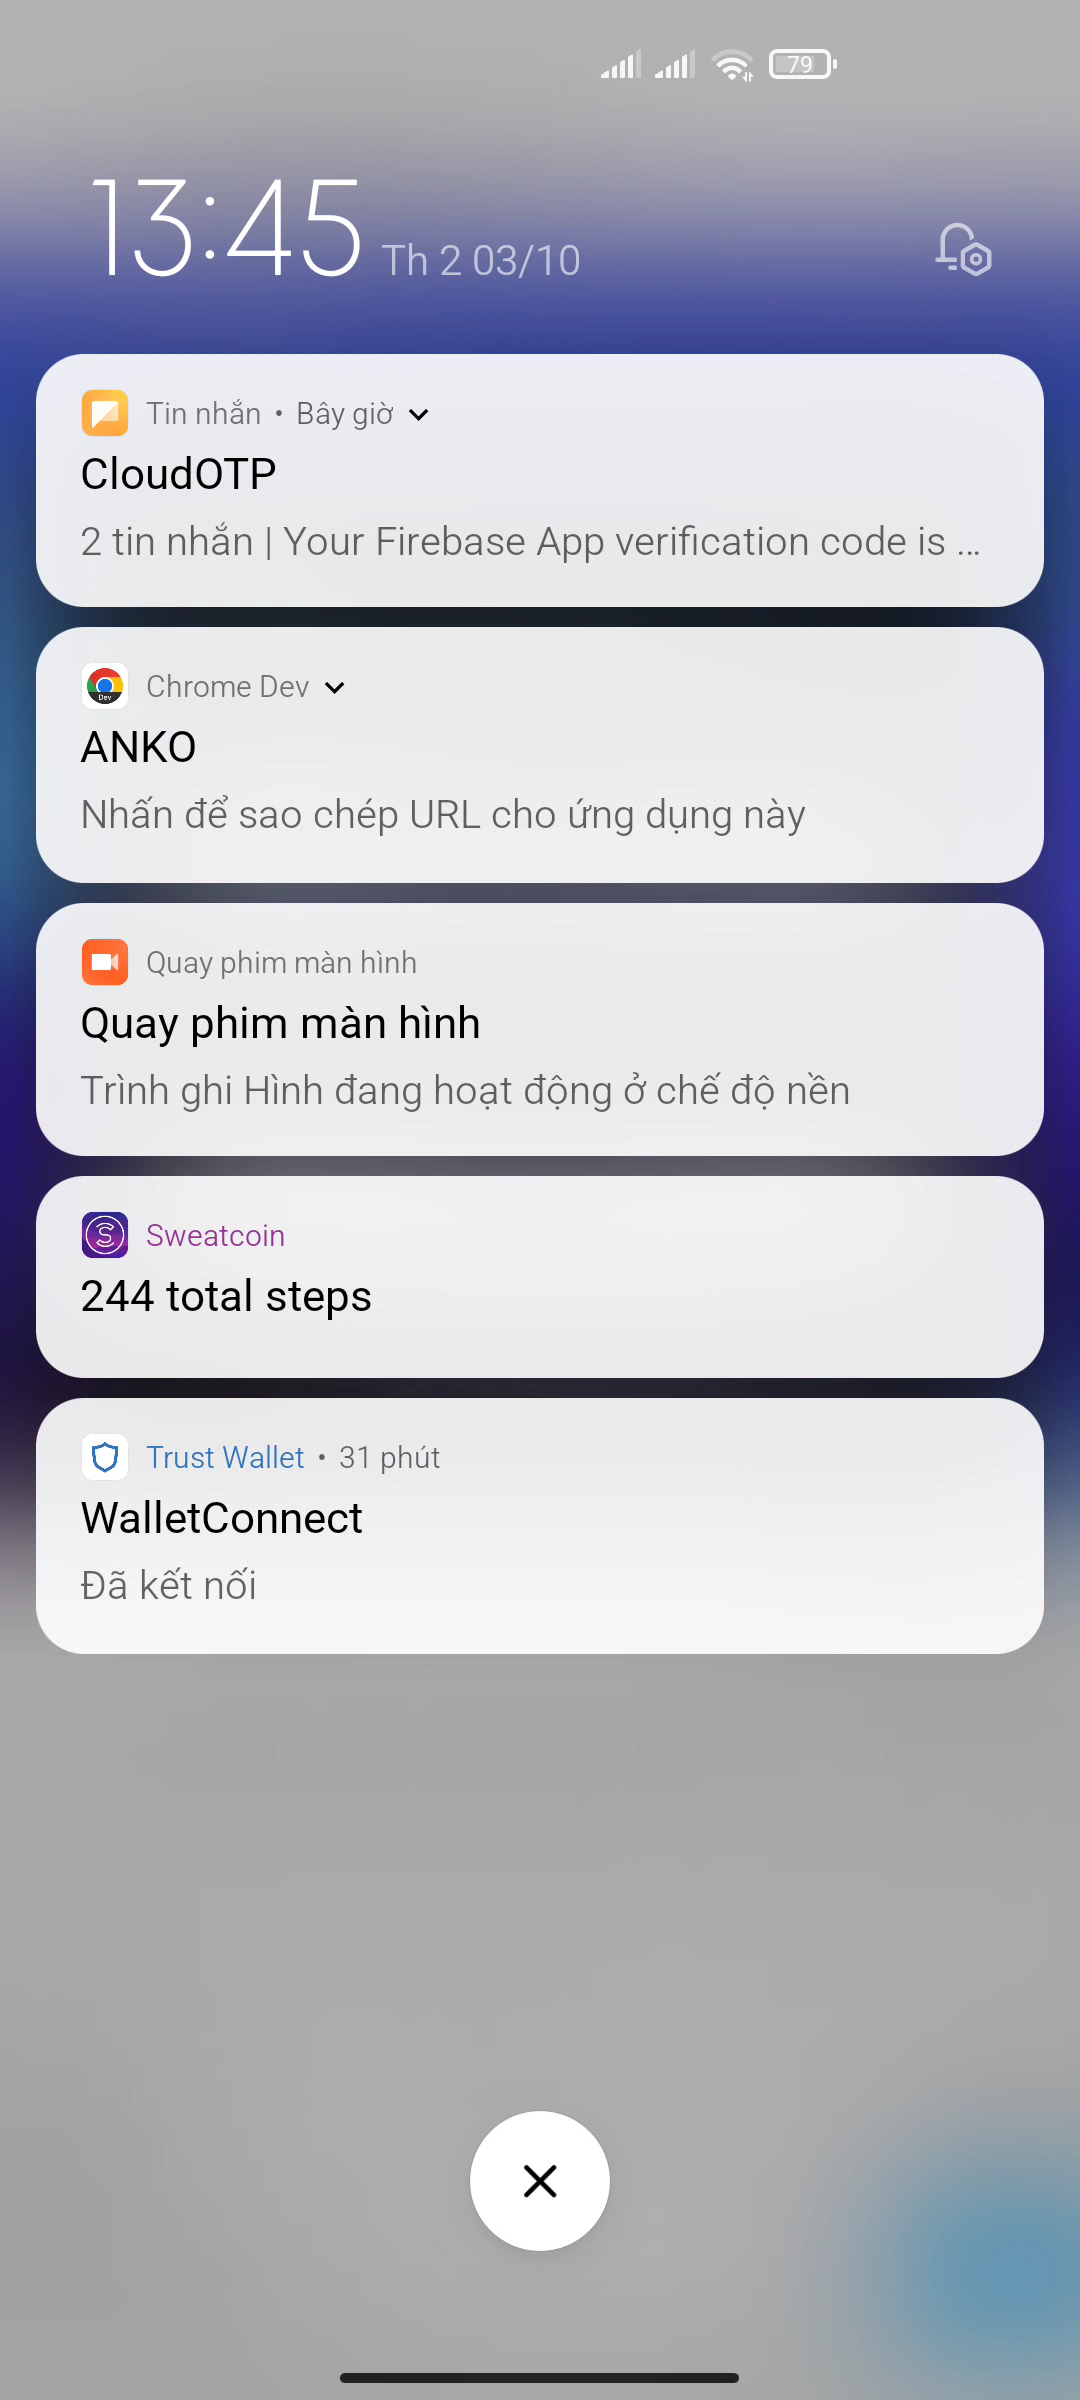 79
13:45 Th 2 03/10
Tin nhắn • Bây giờ
CloudOTP
2 tin nhắn | Your Firebase App verification code is ...
Chrome Dev
Dev
ANKO
Nhấn để sao chép URL cho ứng dụng này
Quay phim màn hình
Quay phim màn hình
Trình ghi Hình đang hoạt động ở chế độ nền
Sweatcoin
244 total steps
Trust Wallet • 31 phút
WalletConnect
Đã kết nối